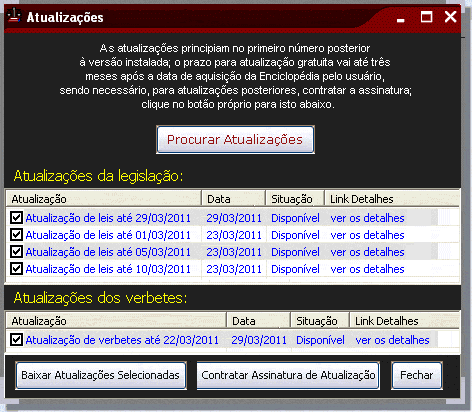 Atualizações
As atualizações principiam no primeiro número posterior
à versão instalada; o prazo para atualização gratuita vai até três
meses após a data de aquisição da Enciclopédia pelo usuário,
sendo necessário, para atualizações posteriores, contratar a assinatura;
clique no botão próprio para isto abaixo.
Procurar Atualizações
Atualizações da legislação:
Atualização Data Situação Link Detalhes
Atualização de leis até 29/03/2011 29/03/2011 Disponível ver os detalhes
Atualização de leis até 01/03/2011 23/03/2011 Disponível ver os detalhes
Atualização de leis até 05/03/2011 23/03/2011 Disponível ver os detalhes
Atualização de leis até 10/03/2011 23/03/2011 Disponível ver os detalhes
Atualizações dos verbetes:
Atualização Data Situação Link Detalhes
Atualização de verbetes até 22/03/2011 29/03/2011 Disponível ver os detalhes
Baixar Atualizações Selecionadas Contratar Assinatura de Atualização Fechar